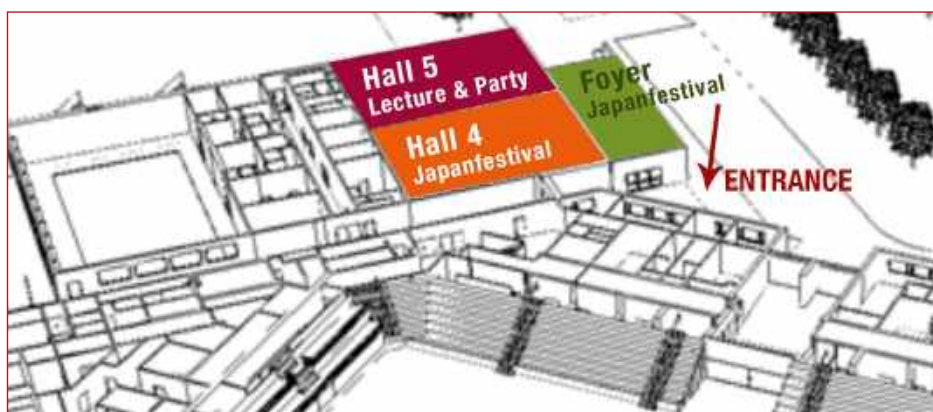 Hall 5
Lecture & Party
Hall 4
Japanfestival
Foyer
Japanfestival
ENTRANCE